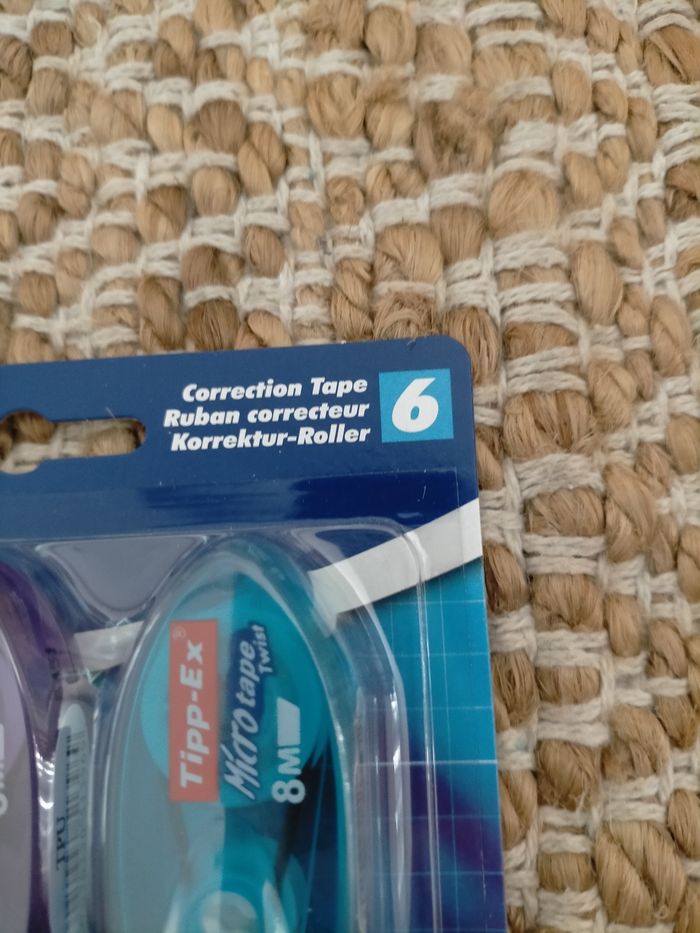 Correction Tape
Ruban correcteur
Korrektur-Roller
6
Tipp-Ex®
Micro tape
Twist
8M